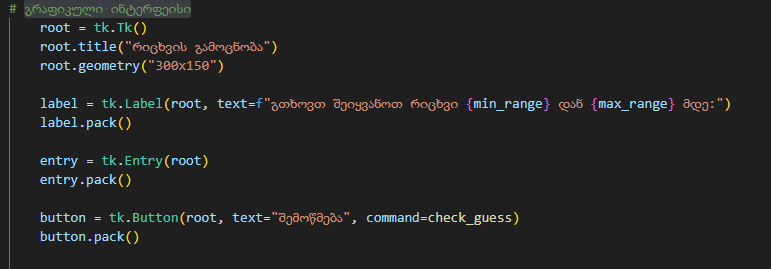 # გრაფიკული ინტერფეისი
root = tk.Tk()
root.title("რიცხვის გამოცნობა")
root.geometry("300x150")
label = tk.Label(root, text=f"გთხოვთ შეიყვანოთ რიცხვი {min_range} დან {max_range} მდე:")
label.pack()
entry = tk.Entry(root)
entry.pack()
button = tk.Button(root, text="შემოწმება", command=check_guess)
button.pack()